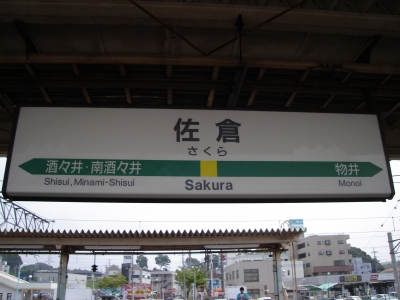 佐倉
さくら
酒々井・南酒々井
物井
Shisui, Minami-Shisui
Sakura
Monoi